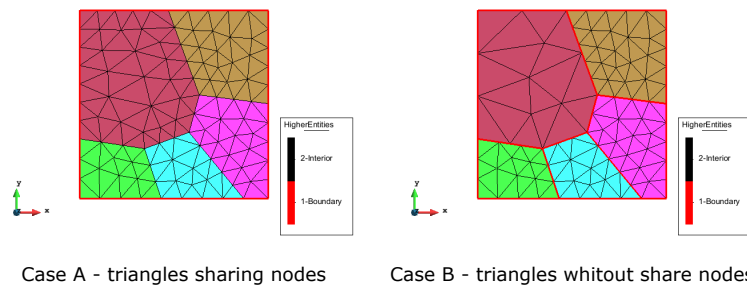 HigherEntities
2-Interior
1-Boundary
y
x
HigherEntities
2-Interior
1-Boundary
y
x
Case A - triangles sharing nodes
Case B - triangles whitout share nodes